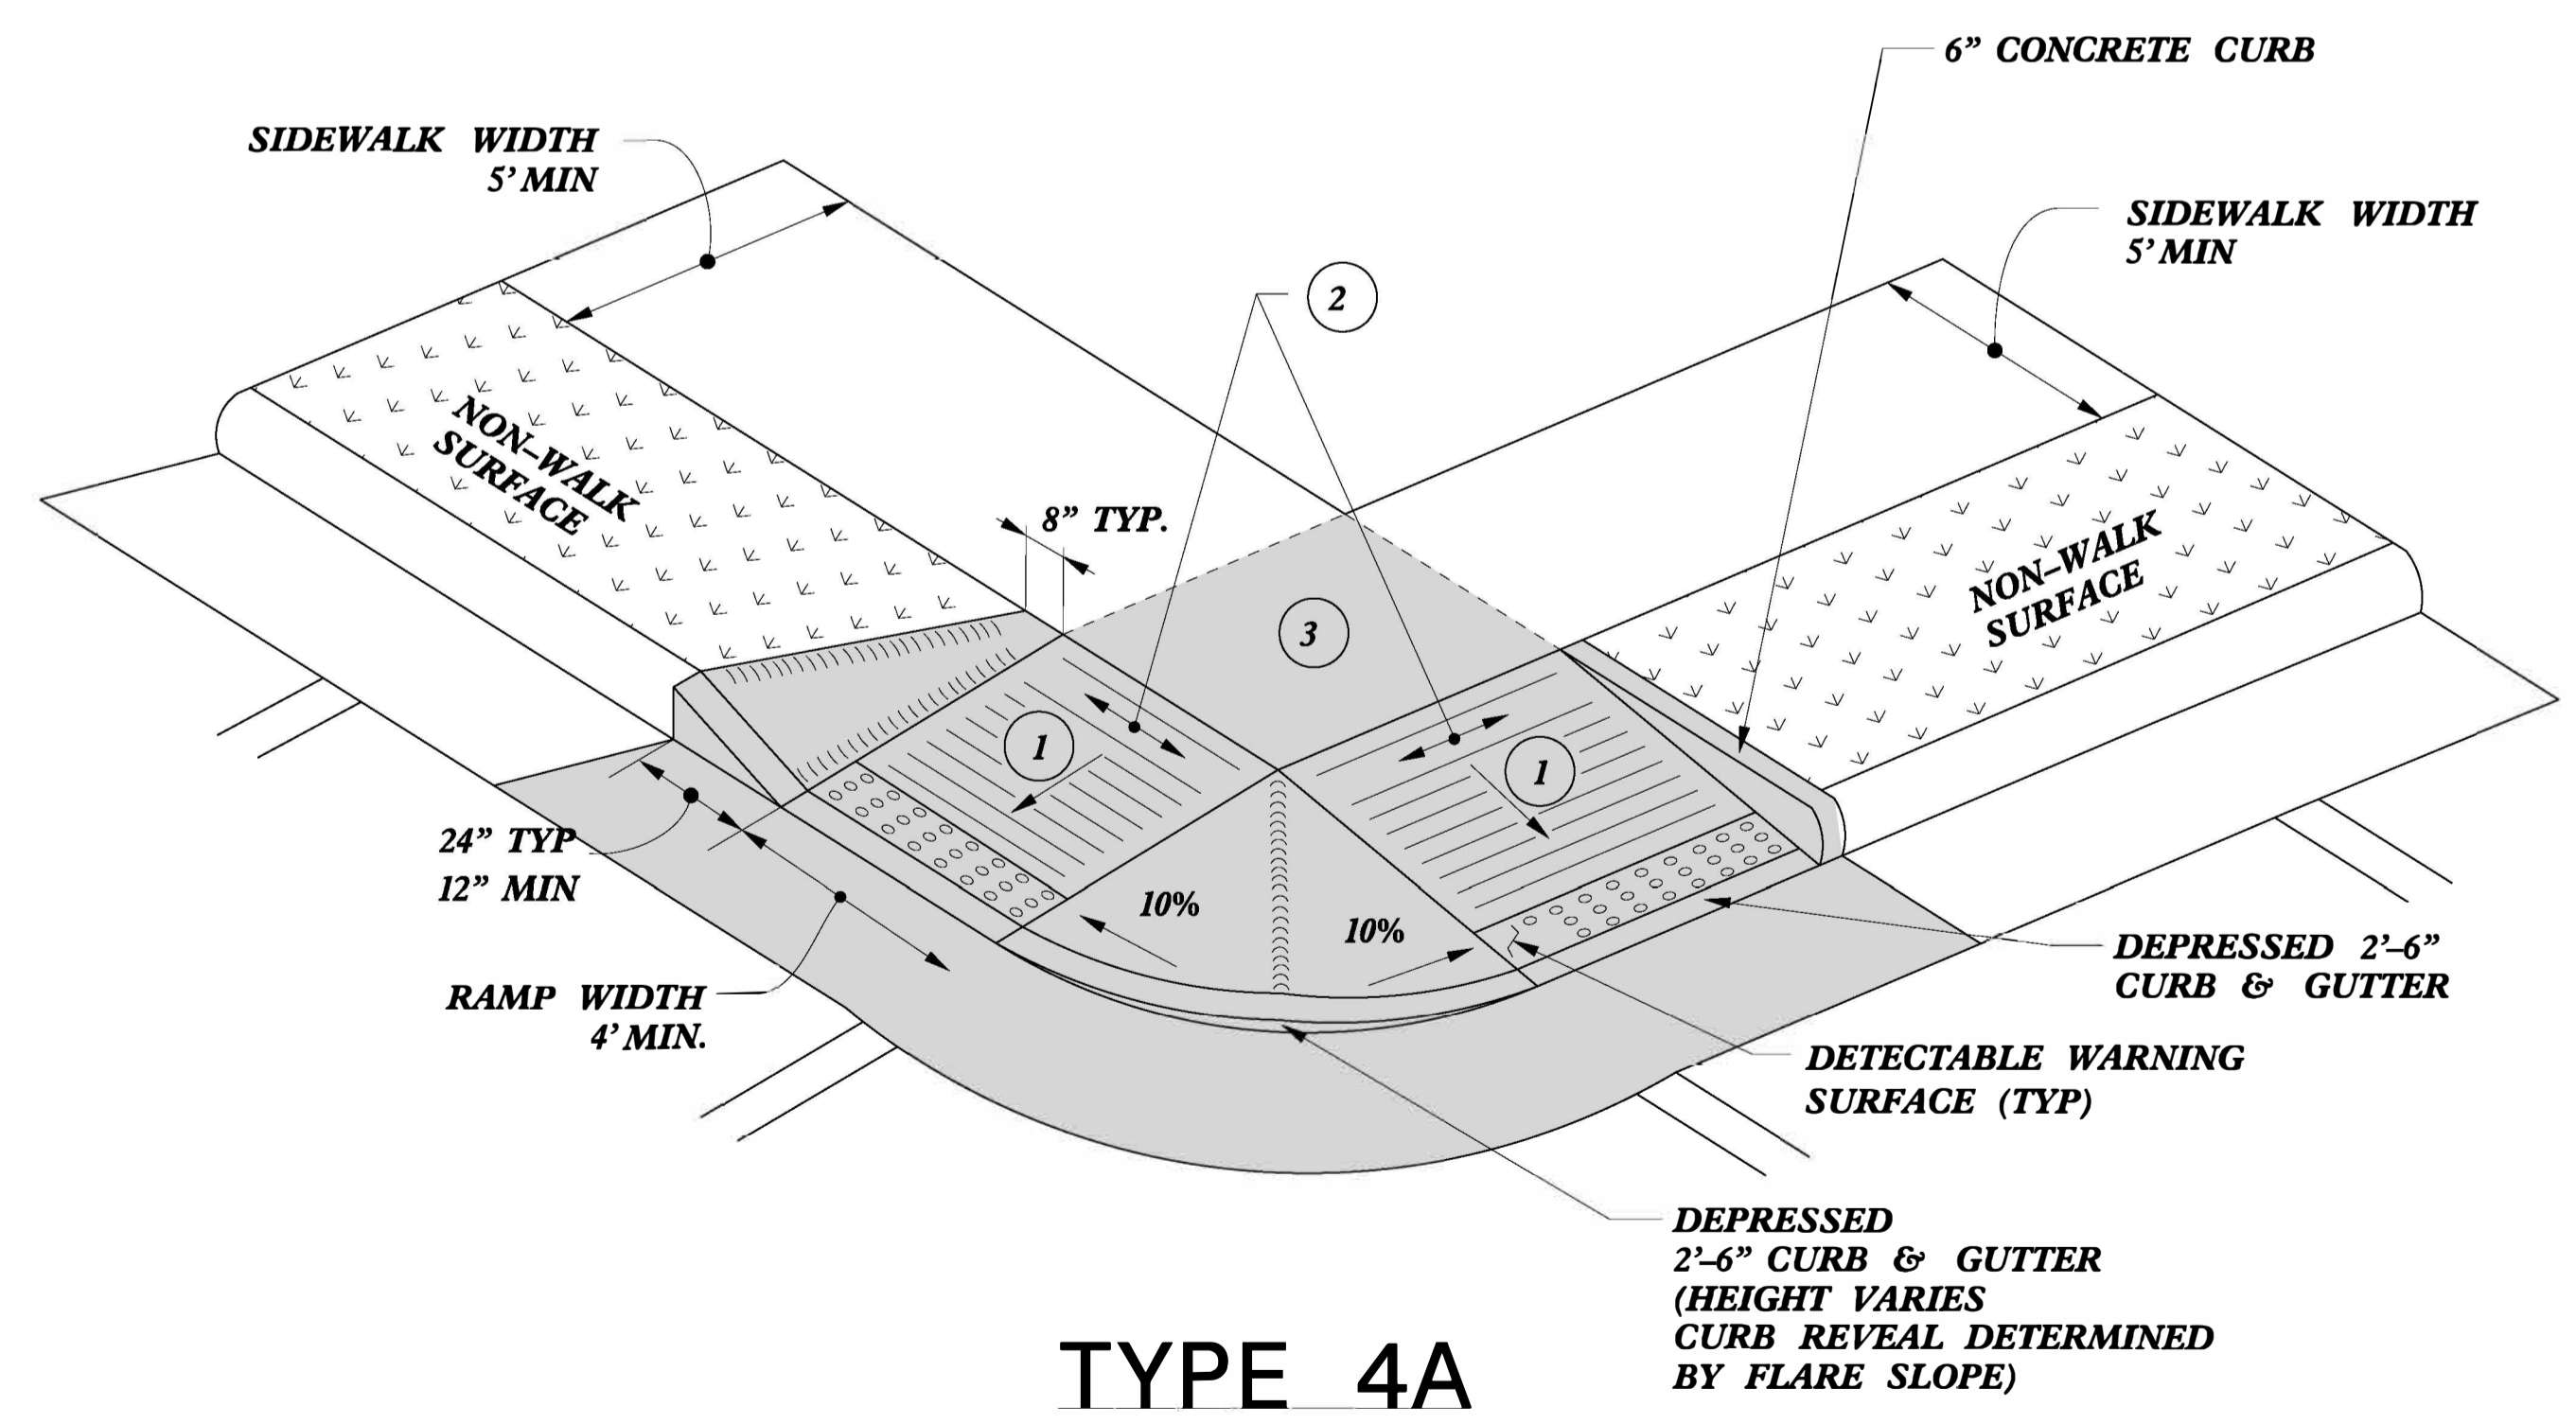 6” CONCRETE CURB
SIDEWALK WIDTH
5’ MIN
SIDEWALK WIDTH
5’ MIN
2
NON-WALK
SURFACE
8” TYP.
NON-WALK
SURFACE
3
1
1
24” TYP
12” MIN
10%
10%
RAMP WIDTH
4’ MIN.
DEPRESSED 2’-6”
CURB & GUTTER
DETECTABLE WARNING
SURFACE (TYP)
DEPRESSED
2’-6” CURB & GUTTER
(HEIGHT VARIES
CURB REVEAL DETERMINED
BY FLARE SLOPE)
TYPE 4A